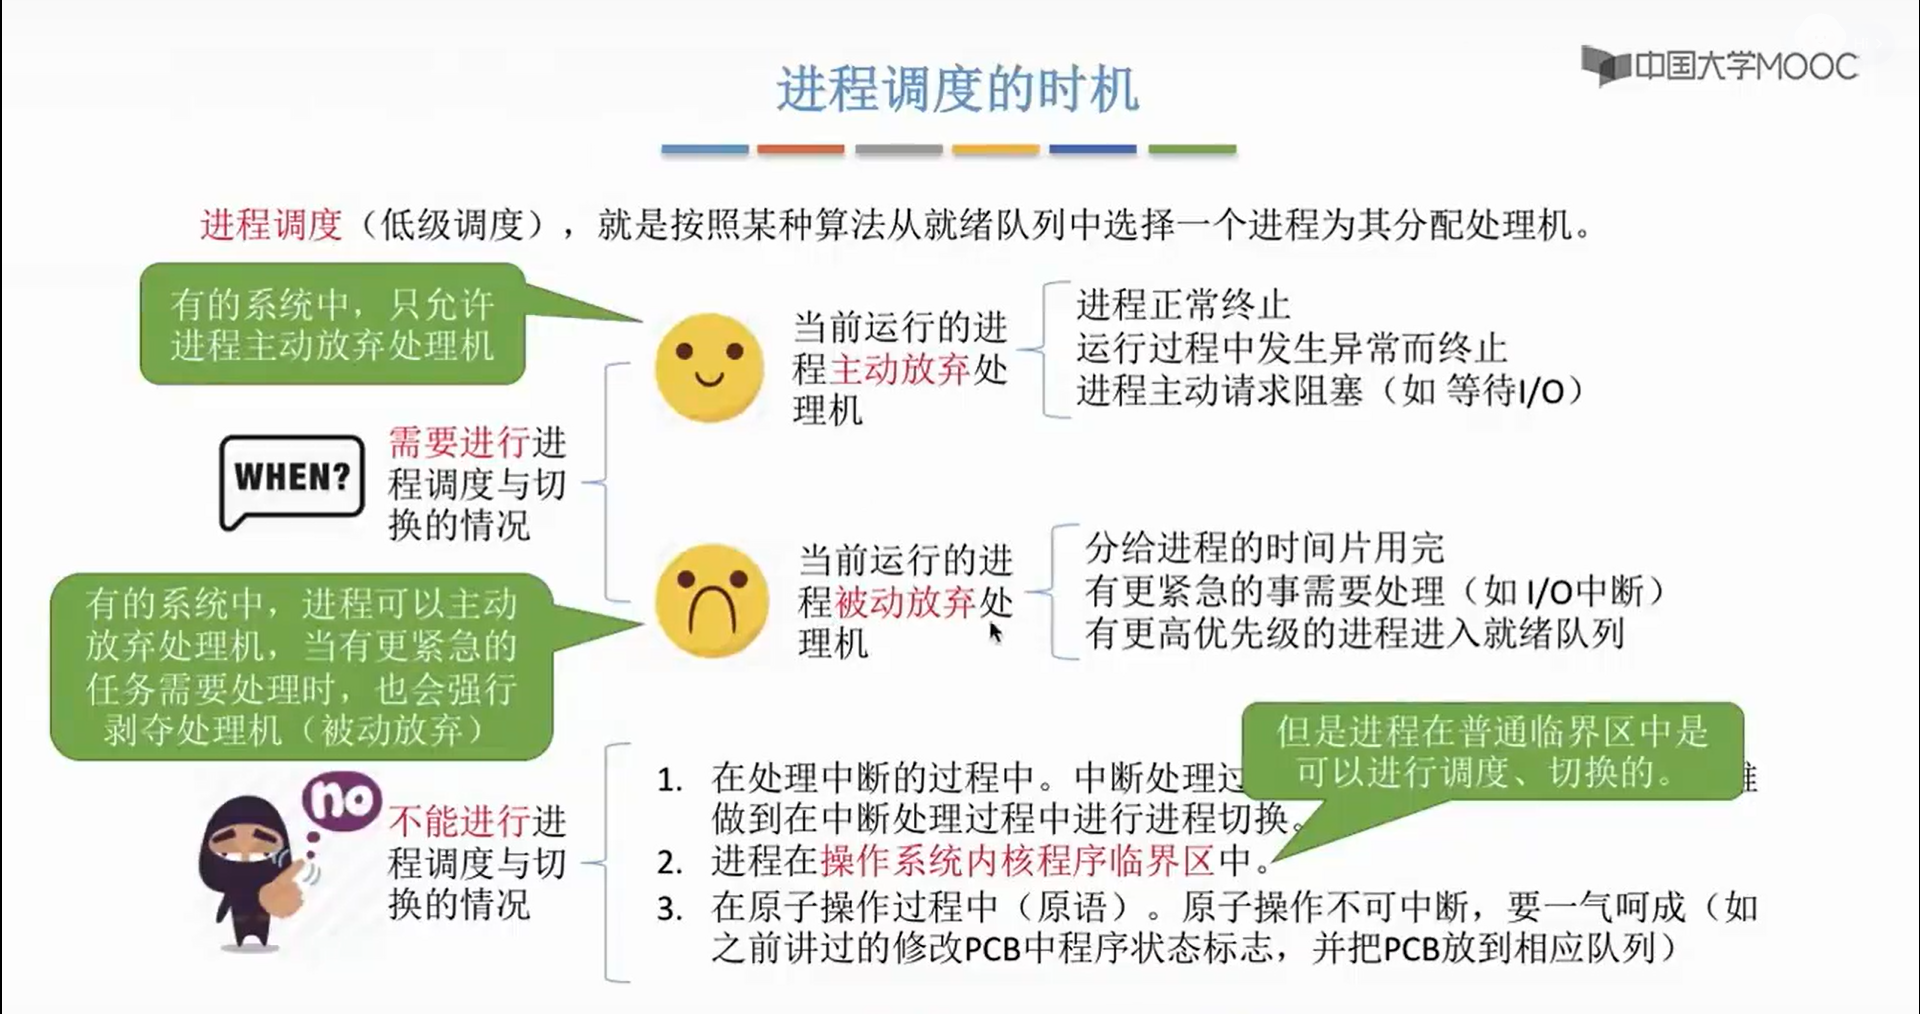 中国大学MOOC
进程调度的时机
进程调度（低级调度），就是按照某种算法从就绪队列中选择一个进程为其分配处理机。
有的系统中，只允许
进程主动放弃处理机
当前运行的进
程主动放弃处
理机
进程正常终止
运行过程中发生异常而终止
进程主动请求阻塞（如 等待I/O）
WHEN?
需要进行进
程调度与切
换的情况
有的系统中，进程可以主动
放弃处理机，当有更紧急的
任务需要处理时，也会强行
剥夺处理机（被动放弃）
当前运行的进
程被动放弃处
理机
分给进程的时间片用完
有更紧急的事需要处理（如 I/O中断）
有更高优先级的进程进入就绪队列
但是进程在普通临界区中是
可以进行调度、切换的。
no
不能进行进
程调度与切
换的情况
1. 在处理中断的过程中。中断处理过
做到在中断处理过程中进行进程切换。
2. 进程在操作系统内核程序临界区中。
3. 在原子操作过程中（原语）。原子操作不可中断，要一气呵成（如
之前讲过的修改PCB中程序状态标志，并把PCB放到相应队列）